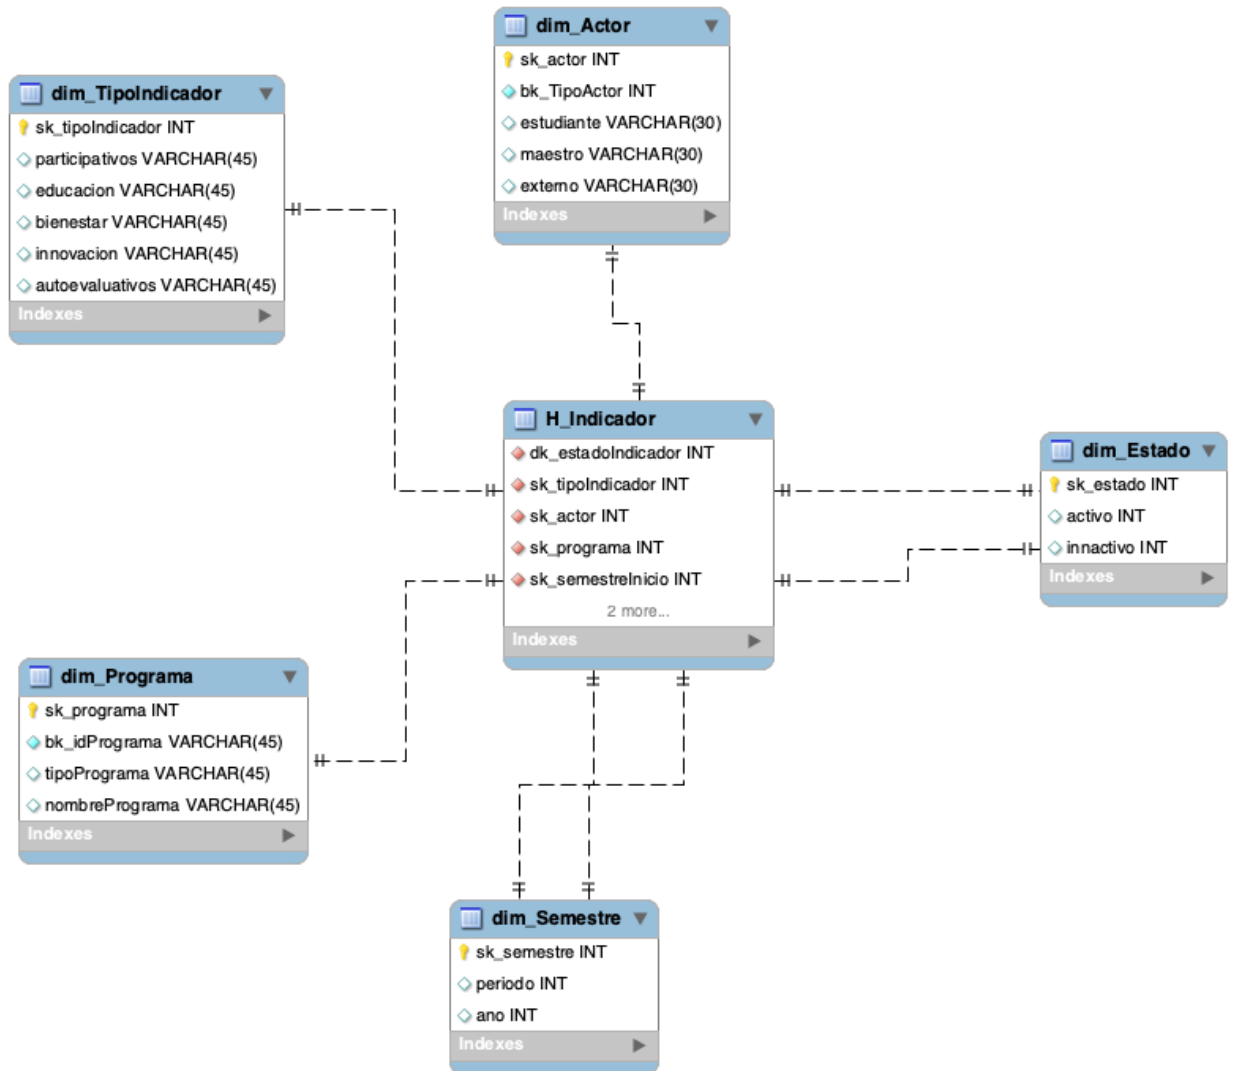 dim_Actor
sk_actor INT
bk_TipoActor INT
estudiante VARCHAR(30)
maestro VARCHAR(30)
externo VARCHAR(30)
Indexes
dim_TipoIndicador
sk_tipoIndicador INT
participativos VARCHAR(45)
educacion VARCHAR(45)
bienestar VARCHAR(45)
innovacion VARCHAR(45)
autoevaluativos VARCHAR(45)
Indexes
H_Indicador
dk_estadoIndicador INT
sk_tipoIndicador INT
sk_actor INT
sk_programa INT
sk_semestreInicio INT
2 more...
Indexes
dim_Estado
sk_estado INT
activo INT
innactivo INT
Indexes
dim_Programa
sk_programa INT
bk_idPrograma VARCHAR(45)
tipoPrograma VARCHAR(45)
nombrePrograma VARCHAR(45)
Indexes
dim_Semestre
sk_semestre INT
periodo INT
ano INT
Indexes